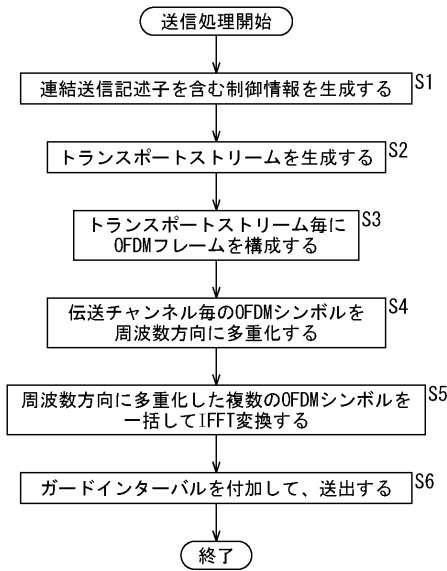 送信処理開始
連結送信記述子を含む制御情報を生成する
S1
トランスポートストリームを生成する
S2
トランスポートストリーム毎に
OFDMフレームを構成する
S3
伝送チャンネル毎のOFDMシンボルを
周波数方向に多重化する
S4
周波数方向に多重化した複数のOFDMシンボルを
一括してIFFT変換する
S5
ガードインターバルを付加して、送出する
S6
終了